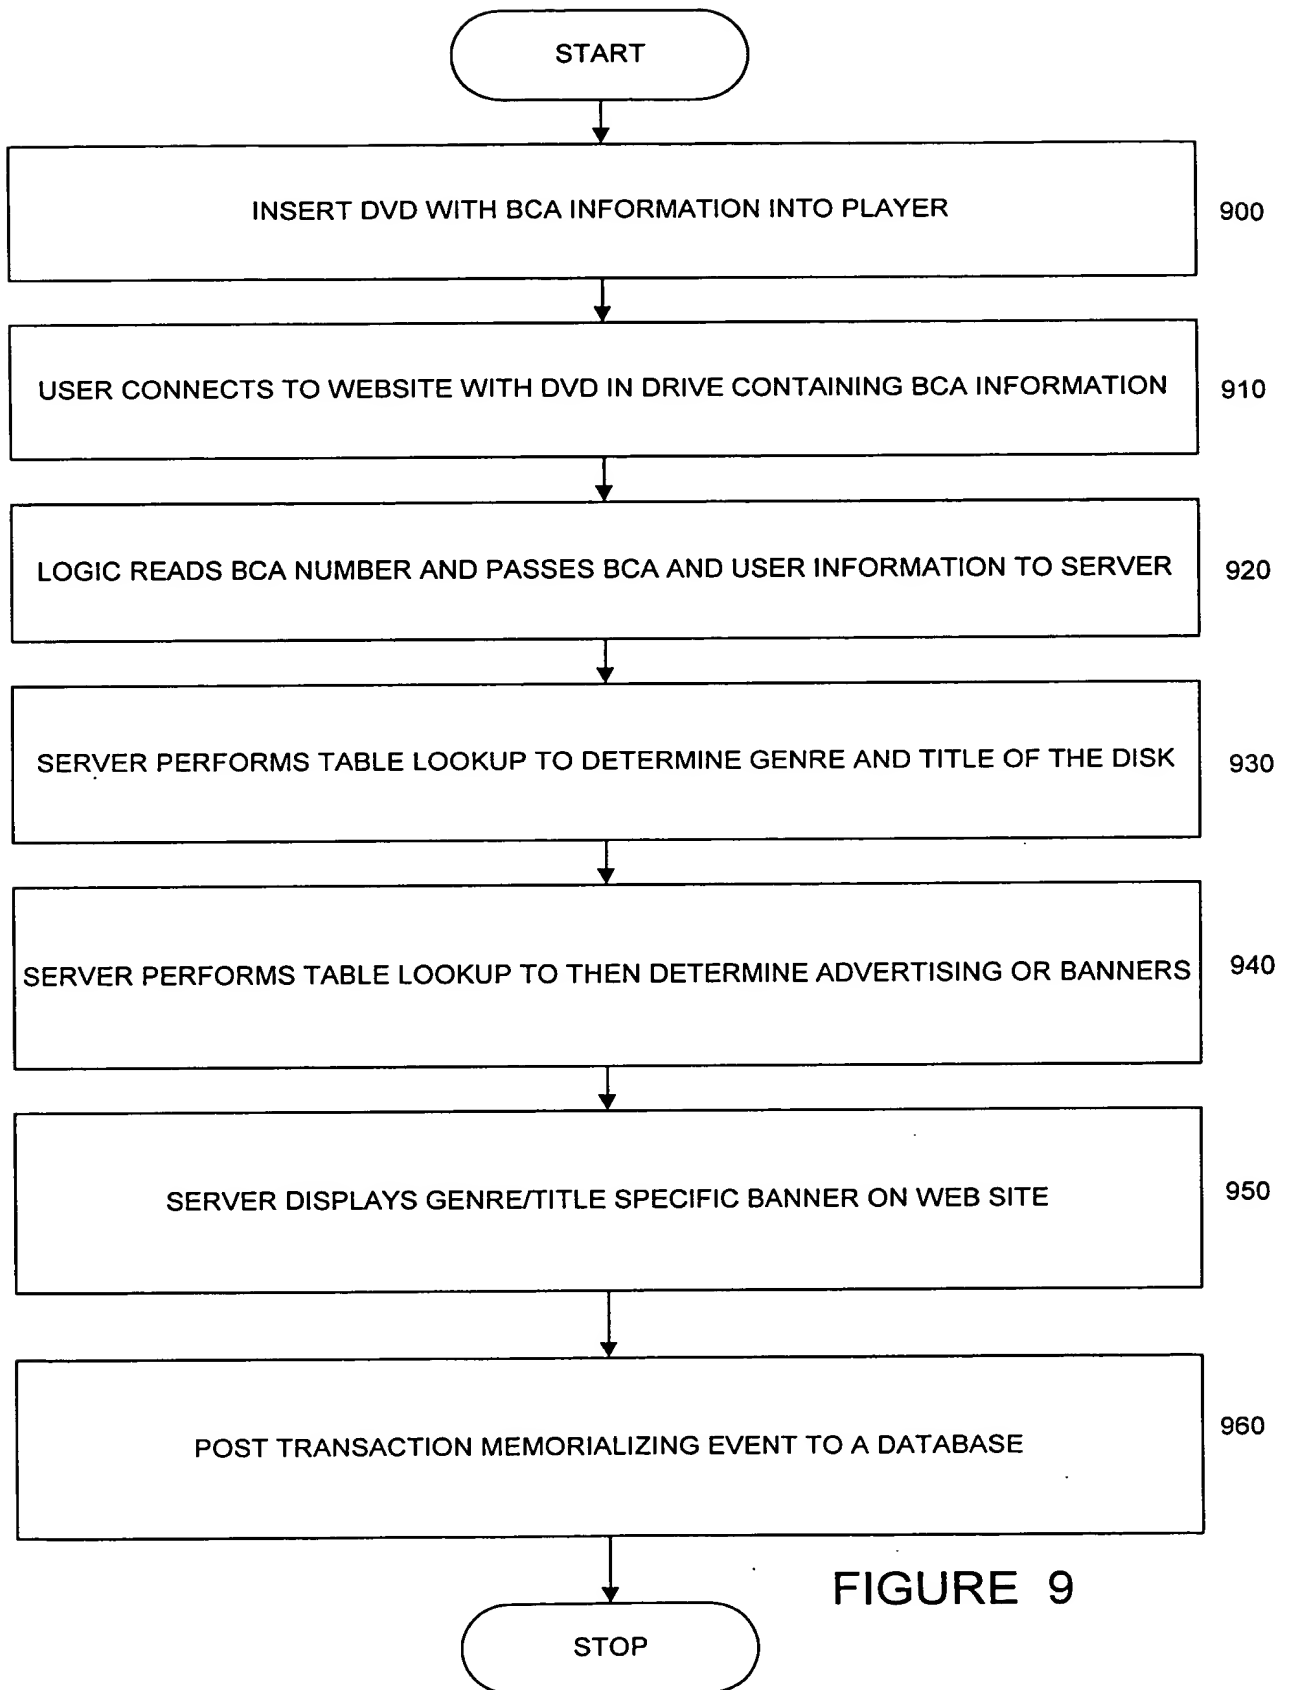 START
INSERT DVD WITH BCA INFORMATION INTO PLAYER
900
USER CONNECTS TO WEBSITE WITH DVD IN DRIVE CONTAINING BCA INFORMATION
910
LOGIC READS BCA NUMBER AND PASSES BCA AND USER INFORMATION TO SERVER
920
SERVER PERFORMS TABLE LOOKUP TO DETERMINE GENRE AND TITLE OF THE DISK
930
SERVER PERFORMS TABLE LOOKUP TO THEN DETERMINE ADVERTISING OR BANNERS
940
SERVER DISPLAYS GENRE/TITLE SPECIFIC BANNER ON WEB SITE
950
POST TRANSACTION MEMORIALIZING EVENT TO A DATABASE
960
FIGURE 9
STOP